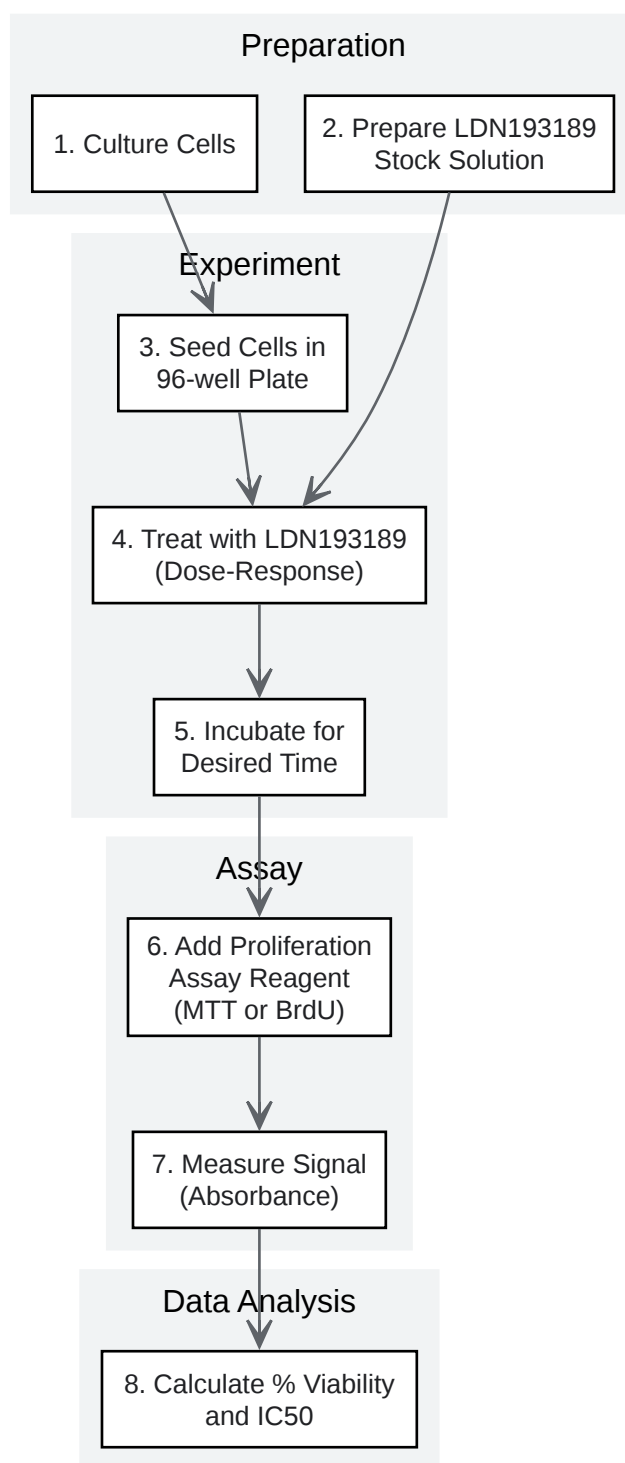 Preparation
1. Culture Cells
2. Prepare LDN193189
Stock Solution
Experiment
3. Seed Cells in
96-well Plate
4. Treat with LDN193189
(Dose-Response)
5. Incubate for
Desired Time
Assay
6. Add Proliferation
Assay Reagent
(MTT or BrdU)
7. Measure Signal
(Absorbance)
Data Analysis
8. Calculate % Viability
and IC50